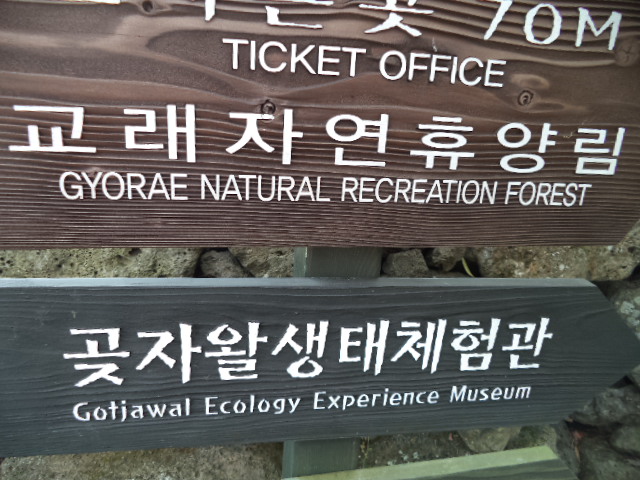 곳 70M
TICKET OFFICE
교래자연휴양림
GYORAE NATURAL RECREATION FOREST
곶자왈생태체험관
Gotjawal Ecology Experience Museum